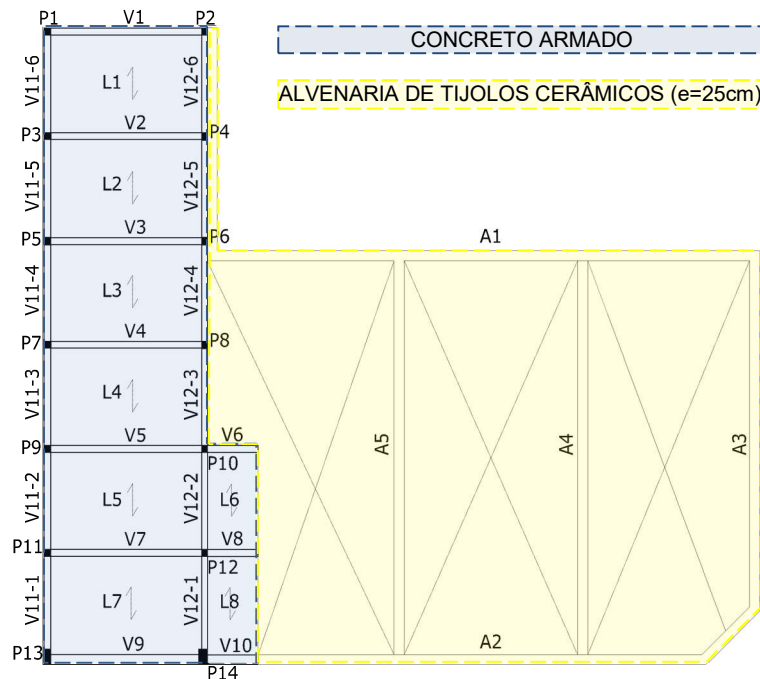 P1 V1 P2
CONCRETO ARMADO
V11-6 L1 V12-6
ALVENARIA DE TIJOLOS CERÂMICOS (e=25cm)
P3 V2 P4
V11-5 L2 V12-5
P5 V3 P6 A1
V11-4 L3 V12-4
P7 V4 P8
V11-3 L4 V12-3
P9 V5 V6 A5 A4 A3
P10
V11-2 L5 V12-2 L6
P11 V7 V8
P12
V11-1 L7 V12-1 L8
P13 V9 V10 A2
P14